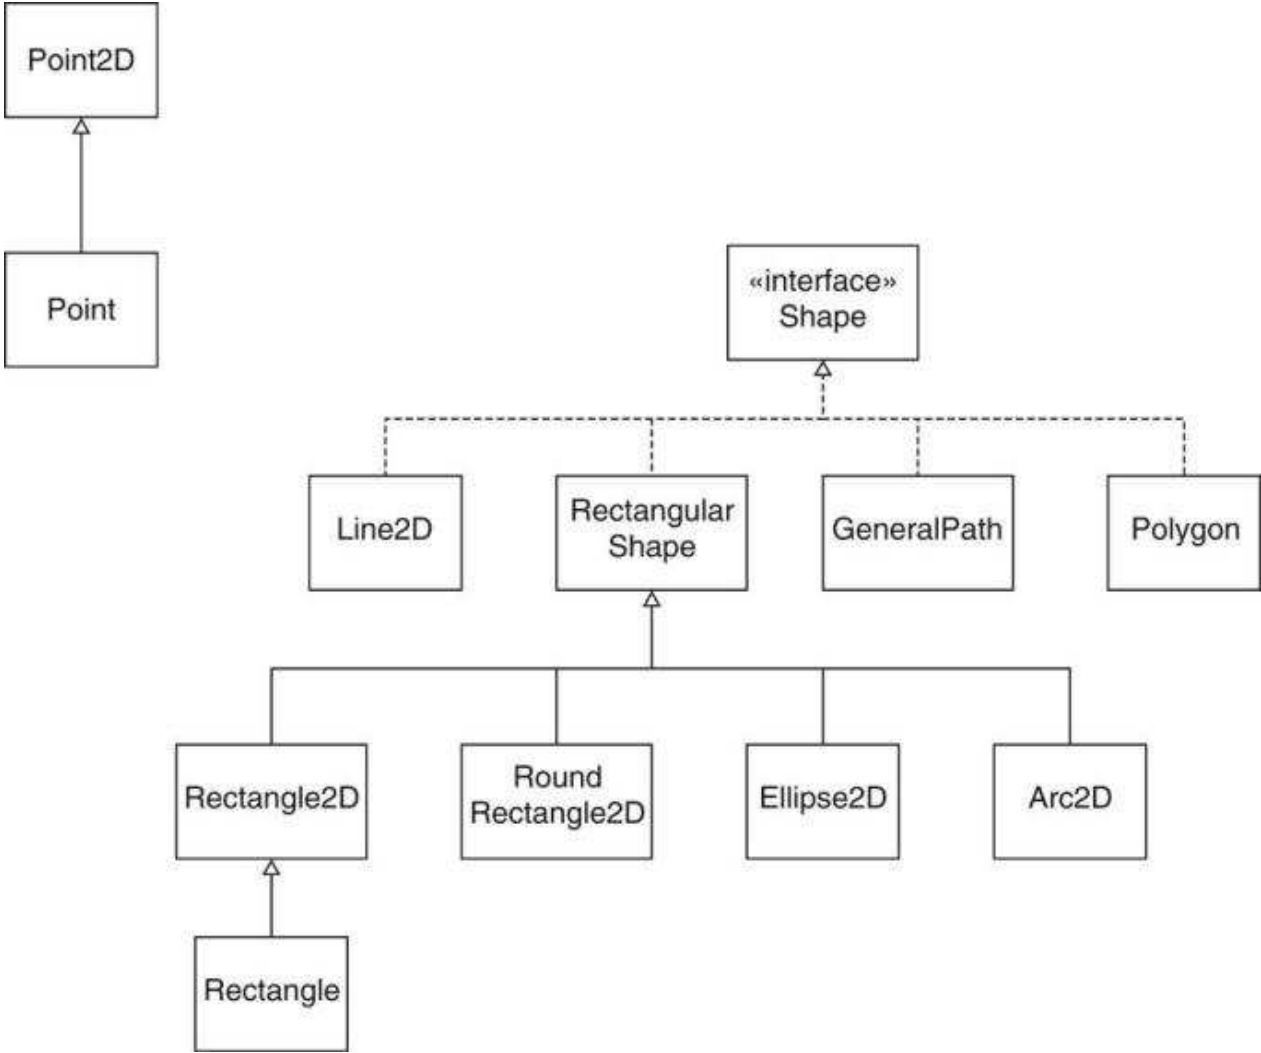 Point2D
Point
«interface»
Shape
Line2D
Rectangular
Shape
GeneralPath
Polygon
Rectangle2D
Round
Rectangle2D
Ellipse2D
Arc2D
Rectangle